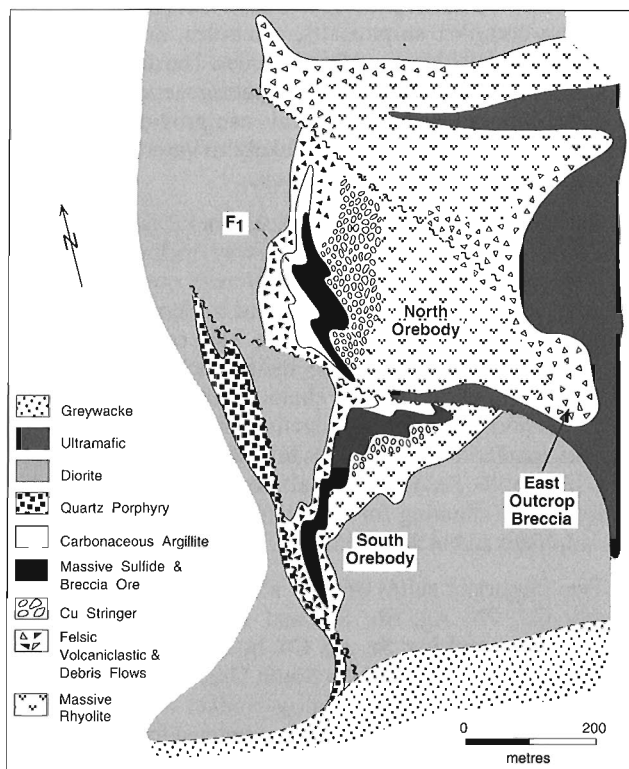 N
F1
North
Orebody
East
Outcrop
Breccia
South
Orebody
Greywacke
Ultramafic
Diorite
Quartz Porphyry
Carbonaceous Argillite
Massive Sulfide &
Breccia Ore
Cu Stringer
Felsic
Volcaniclastic &
Debris Flows
Massive
Rhyolite
0 200
metres